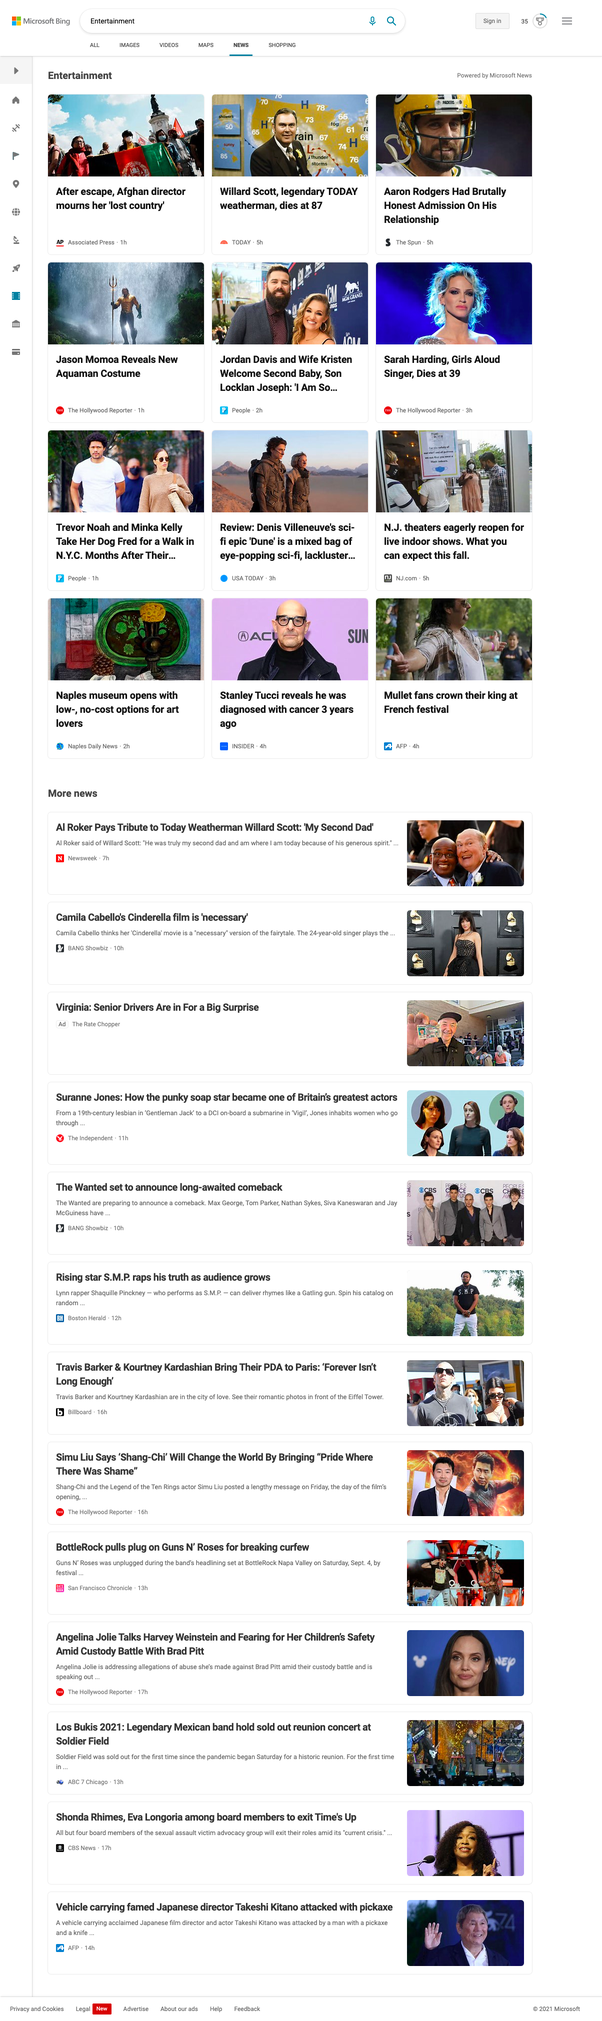 Microsoft Bing
Entertainment
Sign in
35
ALL IMAGES VIDEOS MAPS NEWS SHOPPING
Entertainment
Powered by Microsoft News
After escape, Afghan director
mourns her 'lost country'
AP Associated Press · 1h
Willard Scott, legendary TODAY
weatherman, dies at 87
TODAY · 5h
Aaron Rodgers Had Brutally
Honest Admission On His
Relationship
The Spun · 5h
Jason Momoa Reveals New
Aquaman Costume
The Hollywood Reporter · 1h
Jordan Davis and Wife Kristen
Welcome Second Baby, Son
Locklan Joseph: 'I Am So...
People · 2h
Sarah Harding, Girls Aloud
Singer, Dies at 39
The Hollywood Reporter · 3h
Trevor Noah and Minka Kelly
Take Her Dog Fred for a Walk in
N.Y.C. Months After Their...
People · 1h
Review: Denis Villeneuve's sci-
fi epic 'Dune' is a mixed bag of
eye-popping sci-fi, lackluster...
USA TODAY · 3h
N.J. theaters eagerly reopen for
live indoor shows. What you
can expect this fall.
NJ.com · 5h
Naples museum opens with
low-, no-cost options for art
lovers
Naples Daily News · 2h
Stanley Tucci reveals he was
diagnosed with cancer 3 years
ago
INSIDER · 4h
Mullet fans crown their king at
French festival
AFP · 4h
More news
Al Roker Pays Tribute to Today Weatherman Willard Scott: 'My Second Dad'
Al Roker said of Willard Scott: "He was truly my second dad and am where I am today because of his generous spirit." ...
Newsweek · 7h
Camila Cabello's Cinderella film is 'necessary'
Camila Cabello thinks her 'Cinderella' movie is a "necessary" version of the fairytale. The 24-year-old singer plays the ...
BANG Showbiz · 10h
Virginia: Senior Drivers Are in For a Big Surprise
Ad The Rate Chopper
Suranne Jones: How the punky soap star became one of Britain's greatest actors
From a 19th-century lesbian in 'Gentleman Jack' to a DCI on-board a submarine in 'Vigil', Jones inhabits women who go
through ...
The Independent · 11h
The Wanted set to announce long-awaited comeback
The Wanted are preparing to announce a comeback. Max George, Tom Parker, Nathan Sykes, Siva Kaneswaran and Jay
McGuiness have ...
BANG Showbiz · 10h
Rising star S.M.P. raps his truth as audience grows
Lynn rapper Shaquille Pinckney — who performs as S.M.P. — can deliver rhymes like a Gatling gun. Spin his catalog on
random ...
Boston Herald · 12h
Travis Barker & Kourtney Kardashian Bring Their PDA to Paris: 'Forever Isn't
Long Enough'
Travis Barker and Kourtney Kardashian are in the city of love. See their romantic photos in front of the Eiffel Tower.
Billboard · 16h
Simu Liu Says 'Shang-Chi' Will Change the World By Bringing "Pride Where
There Was Shame"
Shang-Chi and the Legend of the Ten Rings actor Simu Liu posted a lengthy message on Friday, the day of the film's
opening, ...
The Hollywood Reporter · 16h
BottleRock pulls plug on Guns N' Roses for breaking curfew
Guns N' Roses was unplugged during the band's headlining set at BottleRock Napa Valley on Saturday, Sept. 4, by
festival ...
San Francisco Chronicle · 13h
Angelina Jolie Talks Harvey Weinstein and Fearing for Her Children's Safety
Amid Custody Battle With Brad Pitt
Angelina Jolie is addressing allegations of abuse she's made against Brad Pitt amid their custody battle and is
speaking out ...
The Hollywood Reporter · 17h
Los Bukis 2021: Legendary Mexican band hold sold out reunion concert at
Soldier Field
Soldier Field was sold out for the first time since the pandemic began Saturday for a historic reunion. For the first time
in ...
ABC 7 Chicago · 13h
Shonda Rhimes, Eva Longoria among board members to exit Time's Up
All but four board members of the sexual assault victim advocacy group will exit their roles amid its "current crisis." ...
CBS News · 17h
Vehicle carrying famed Japanese director Takeshi Kitano attacked with pickaxe
A vehicle carrying acclaimed Japanese film director and actor Takeshi Kitano was attacked by a man with a pickaxe
and a knife ...
AFP · 14h
Privacy and Cookies Legal New Advertise About our ads Help Feedback
© 2021 Microsoft